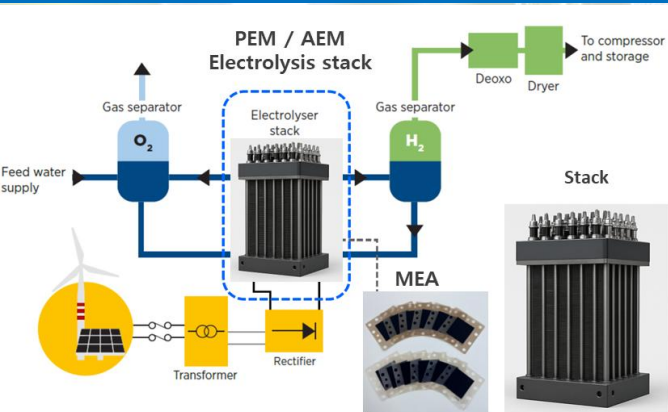 PEM / AEM
Electrolysis stack
To compressor
and storage
Deoxo
Dryer
Gas separator
Electrolyser
stack
Gas separator
O2
H2
Feed water
supply
Stack
MEA
Transformer
Rectifier